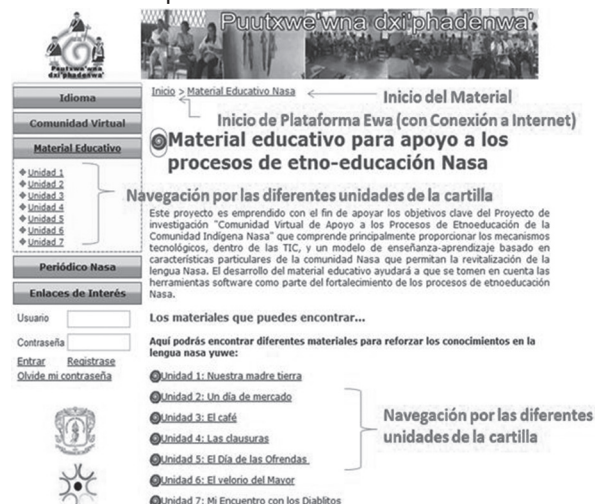 Puutxwe'wna dxi'phadenwa'
Puutxwe'wna
dxi'phadenwa'
Idioma
Comunidad Virtual
Material Educativo
Unidad 1
Unidad 2
Unidad 3
Unidad 4
Unidad 5
Unidad 6
Unidad 7
Periódico Nasa
Enlaces de Interés
Usuario
Contraseña
Entrar Registrase
Olvide mi contraseña
Inicio > Material Educativo Nasa
Inicio del Material
Inicio de Plataforma Ewa (con Conexión a Internet)
Material educativo para apoyo a los
procesos de etno-educación Nasa
Navegación por las diferentes unidades de la cartilla
Este proyecto es emprendido con el fin de apoyar los objetivos clave del Proyecto de
investigación "Comunidad Virtual de Apoyo a los Procesos de Etnoeducación de la
Comunidad Indígena Nasa" que comprende principalmente proporcionar los mecanismos
tecnológicos, dentro de las TIC, y un modelo de enseñanza-aprendizaje basado en
características particulares de la comunidad Nasa que permitan la revitalización de la
lengua Nasa. El desarrollo del material educativo ayudará a que se tomen en cuenta las
herramientas software como parte del fortalecimiento de los procesos de etnoeducación
Nasa.
Los materiales que puedes encontrar...
Aquí podrás encontrar diferentes materiales para reforzar los conocimientos en la
lengua nasa yuwe:
Unidad 1: Nuestra madre tierra
Unidad 2: Un día de mercado
Unidad 3: El café
Unidad 4: Las clausuras
Unidad 5: El Día de las Ofrendas
Unidad 6: El velorio del Mayor
Unidad 7: Mi Encuentro con los Diablitos
Navegación por las diferentes
unidades de la cartilla